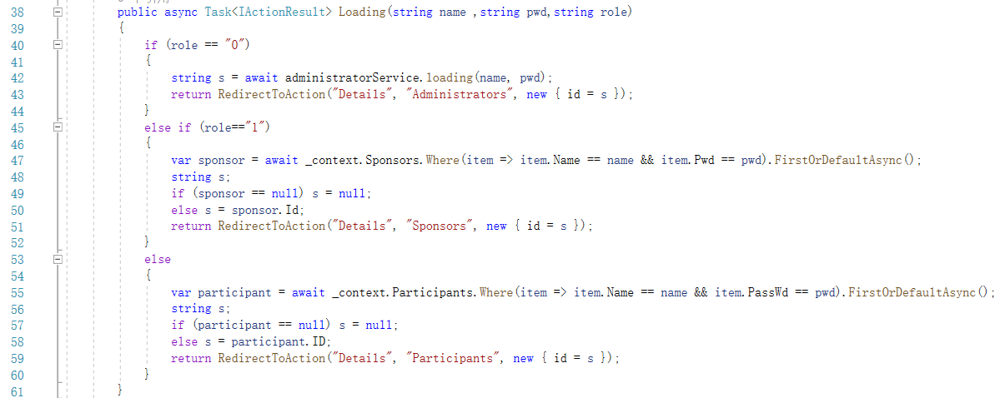 38 public async Task<IActionResult> Loading(string name ,string pwd,string role)
39 {
40 if (role == "0")
41 {
42 string s = await administratorService.loading(name, pwd);
43 return RedirectToAction("Details", "Administrators", new { id = s });
44 }
45 else if (role=="1")
46 {
47 var sponsor = await _context.Sponsors.Where(item => item.Name == name && item.Pwd == pwd).FirstOrDefaultAsync();
48 string s;
49 if (sponsor == null) s = null;
50 else s = sponsor.Id;
51 return RedirectToAction("Details", "Sponsors", new { id = s });
52 }
53 else
54 {
55 var participant = await _context.Participants.Where(item => item.Name == name && item.PassWd == pwd).FirstOrDefaultAsync();
56 string s;
57 if (participant == null) s = null;
58 else s = participant.ID;
59 return RedirectToAction("Details", "Participants", new { id = s });
60 }
61 }